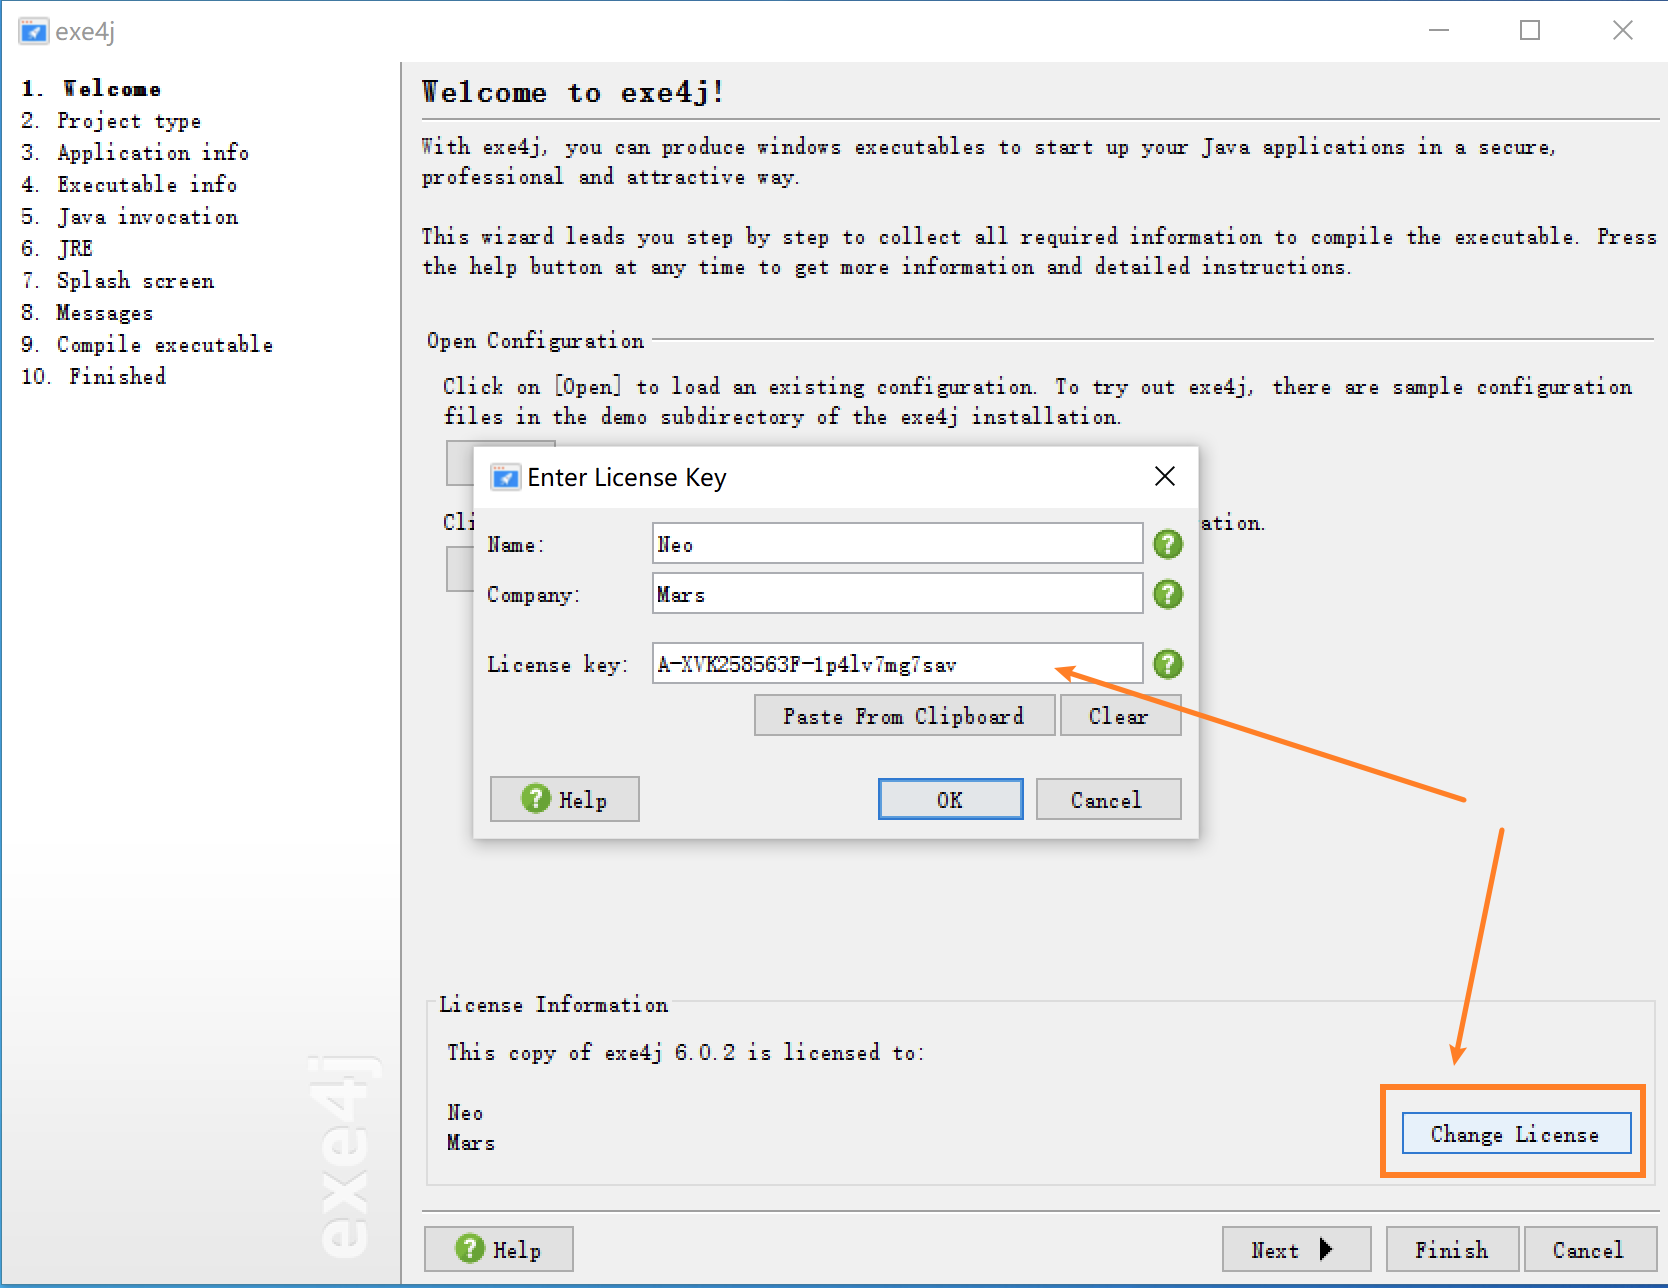 exe4j
1. Welcome
2. Project type
3. Application info
4. Executable info
5. Java invocation
6. JRE
7. Splash screen
8. Messages
9. Compile executable
10. Finished
exe4j
Welcome to exe4j!
With exe4j, you can produce windows executables to start up your Java applications in a secure,
professional and attractive way.
This wizard leads you step by step to collect all required information to compile the executable. Press
the help button at any time to get more information and detailed instructions.
Open Configuration
Click on [Open] to load an existing configuration. To try out exe4j, there are sample configuration
files in the demo subdirectory of the exe4j installation.
Enter License Key
Name: Neo
Company: Mars
License key: A-XVK258563F-1p4lv7mg7sav
Paste From Clipboard Clear
Help OK Cancel
License Information
This copy of exe4j 6.0.2 is licensed to:
Neo
Mars
Change License
Help Next Finish Cancel